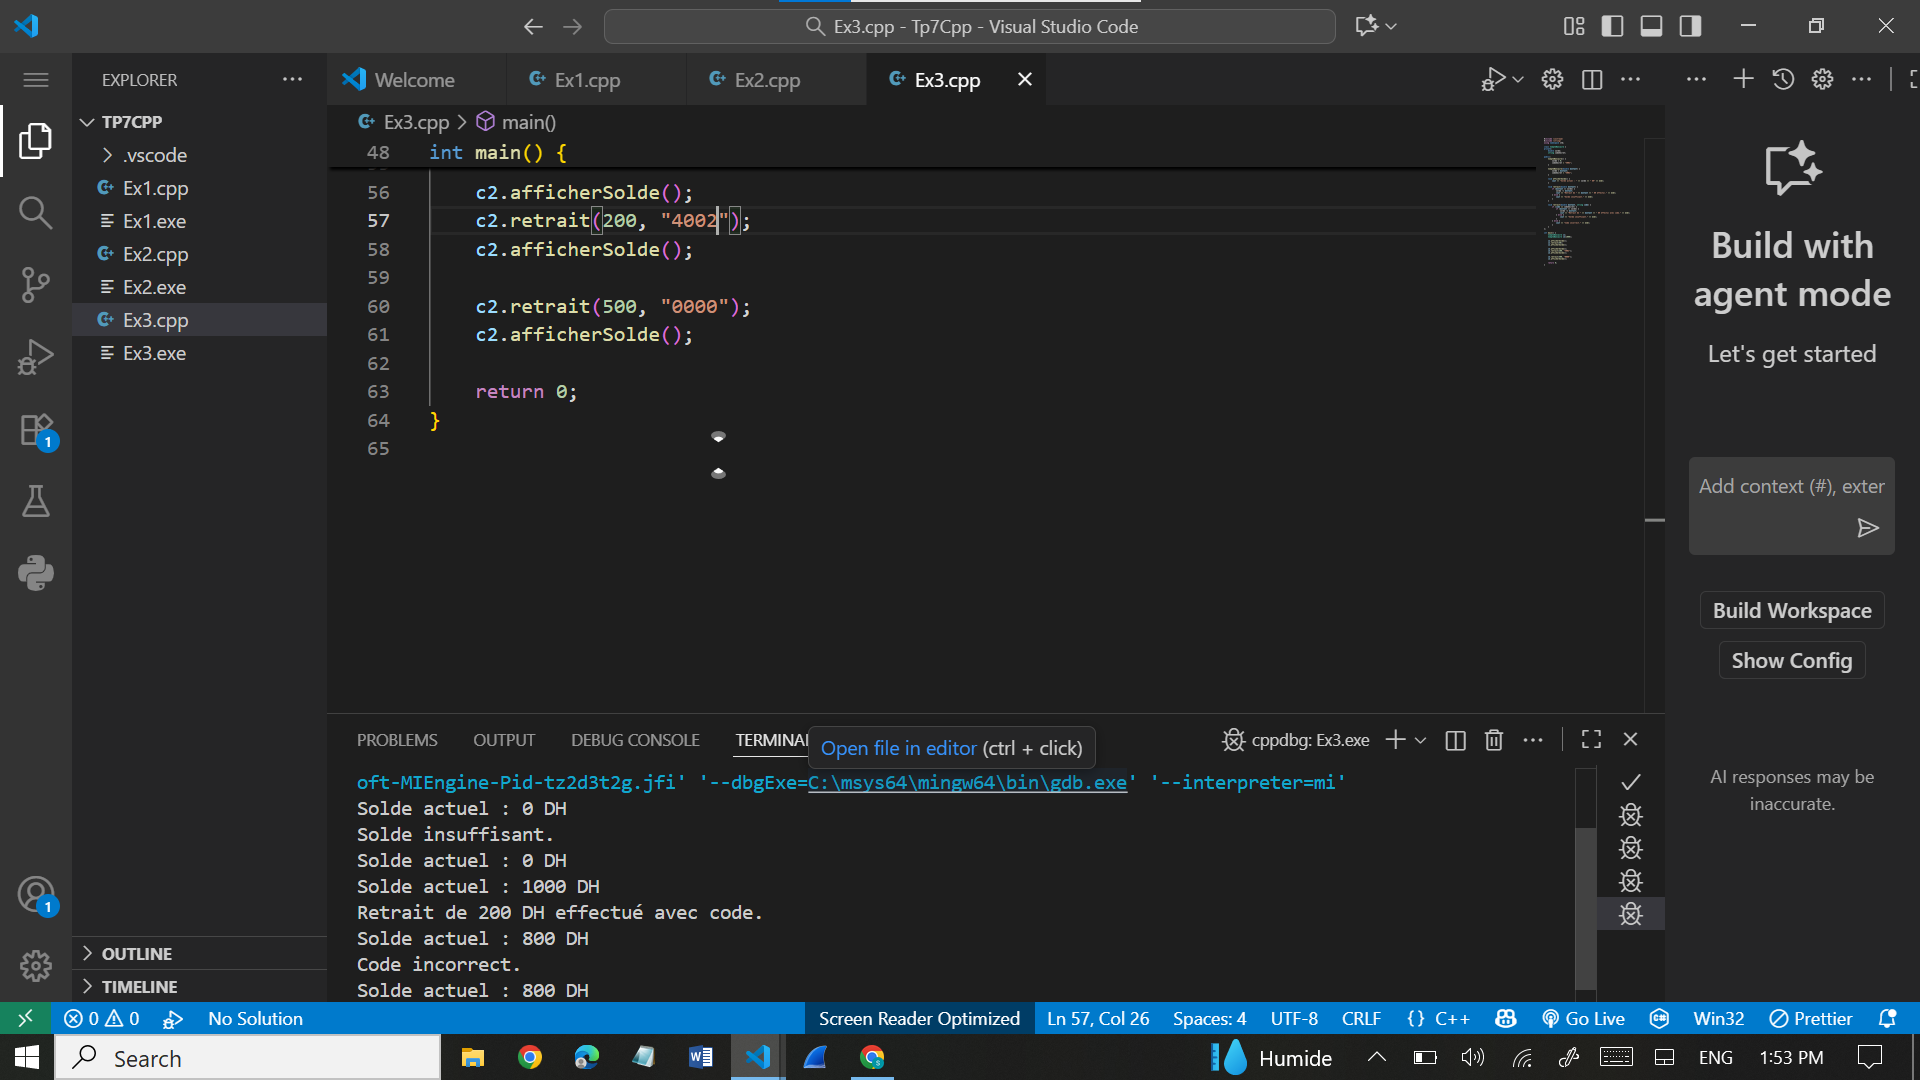 Ex3.cpp - Tp7Cpp - Visual Studio Code
EXPLORER
Welcome
Ex1.cpp
Ex2.cpp
Ex3.cpp
TP7CPP
.vscode
Ex1.cpp
Ex1.exe
Ex2.cpp
Ex2.exe
Ex3.cpp
Ex3.exe
OUTLINE
TIMELINE
Ex3.cpp > main()
48 int main() {
56 c2.afficherSolde();
57 c2.retrait(200, "4002");
58 c2.afficherSolde();
59
60 c2.retrait(500, "0000");
61 c2.afficherSolde();
62
63 return 0;
64 }
65
PROBLEMS
OUTPUT
DEBUG CONSOLE
TERMINA
Open file in editor (ctrl + click)
cppdbg: Ex3.exe
oft-MIEngine-Pid-tz2d3t2g.jfi' '--dbgExe=C:\msys64\mingw64\bin\gdb.exe' '--interpreter=mi'
Solde actuel : 0 DH
Solde insuffisant.
Solde actuel : 0 DH
Solde actuel : 1000 DH
Retrait de 200 DH effectué avec code.
Solde actuel : 800 DH
Code incorrect.
Solde actuel : 800 DH
Build with
agent mode
Let's get started
Add context (#), exter
Build Workspace
Show Config
AI responses may be
inaccurate.
1
1
0 0
No Solution
Screen Reader Optimized
Ln 57, Col 26
Spaces: 4
UTF-8
CRLF
{} C++
Go Live
Win32
Prettier
Search
Humide
ENG
1:53 PM